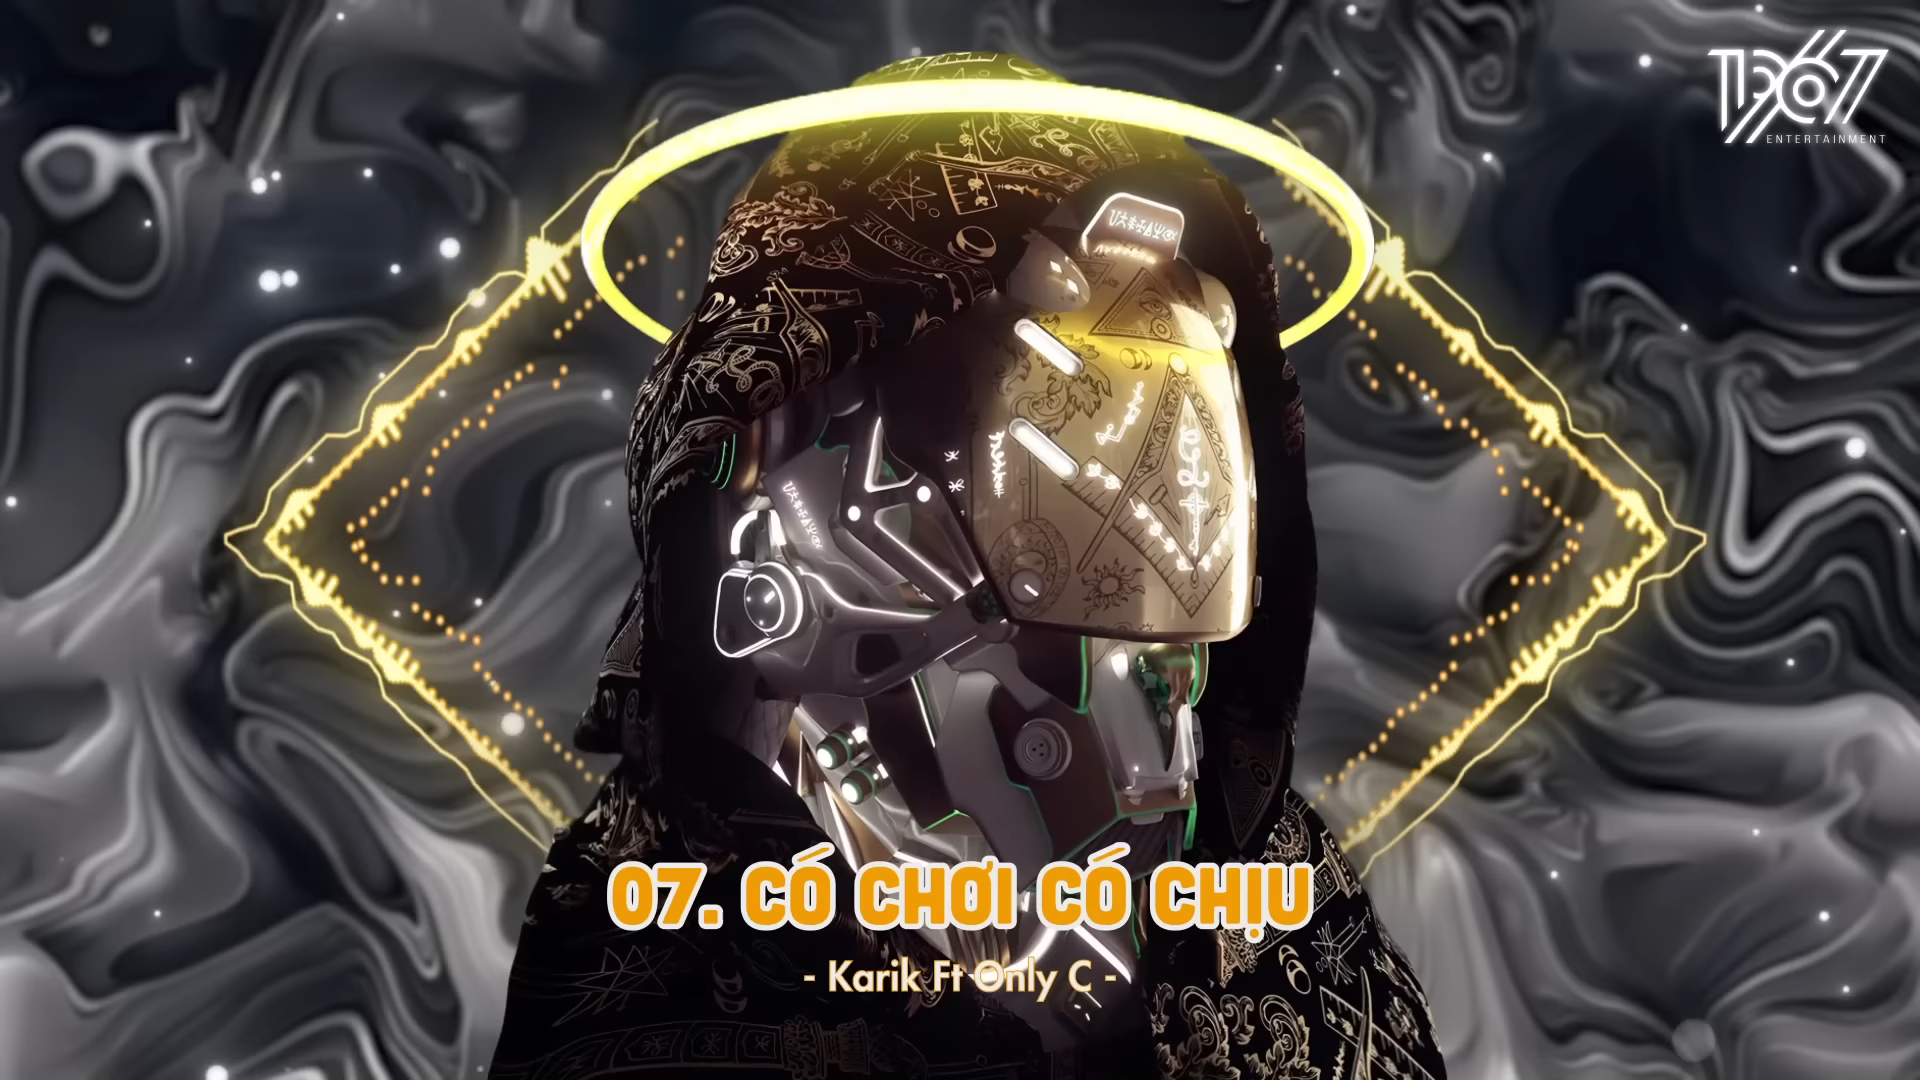 1967
ENTERTAINMENT
07. CÓ CHƠI CÓ CHỊU
- Karik Ft Only C -